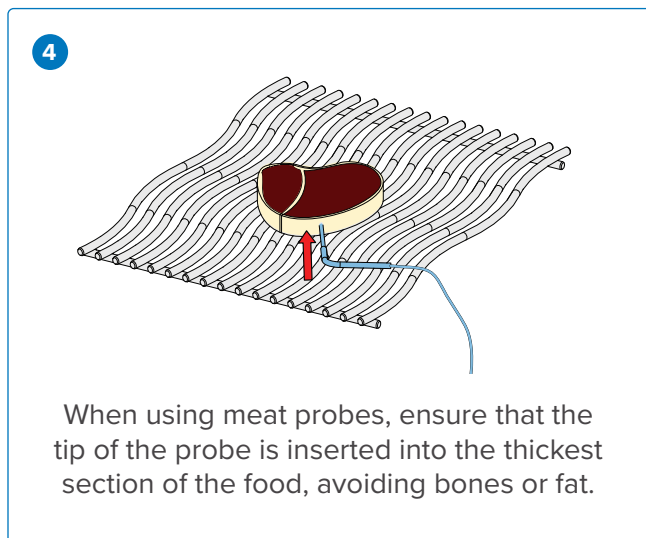 4
When using meat probes, ensure that the
tip of the probe is inserted into the thickest
section of the food, avoiding bones or fat.